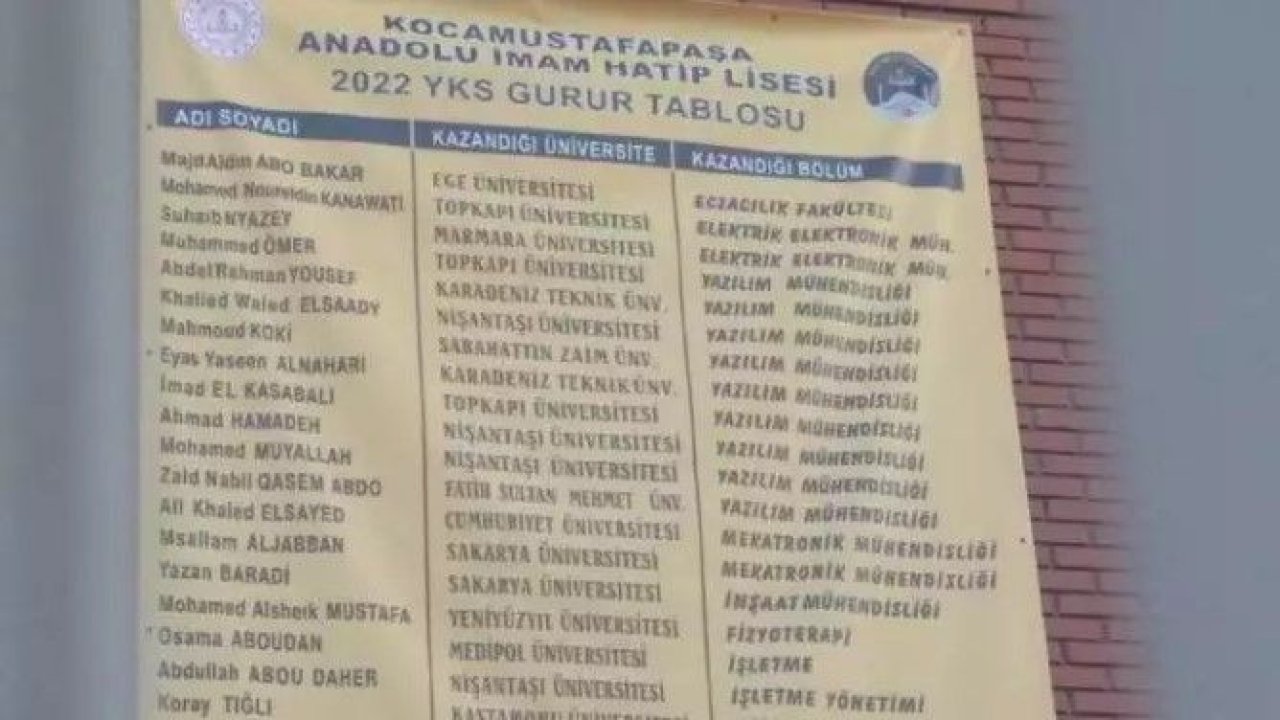 KOCAMUSTAFAPAŞA
ANADOLU İMAM HATİP LİSESİ
2022 YKS GURUR TABLOSU
ADI SOYADI KAZANDIĞI ÜNİVERSİTE KAZANDIĞI BÖLÜM
Majd Aldin ABO BAKAR EGE ÜNİVERSİTESİ ECZACILIK FAKÜLTESİ
Mohamed Noureldin KANAWATİ TOPKAPI ÜNİVERSİTESİ ELEKTRİK ELEKTRONİK MÜH.
Suhaib NYAZEY MARMARA ÜNİVERSİTESİ ELEKTRİK ELEKTRONİK MÜH.
Muhammed ÖMER TOPKAPI ÜNİVERSİTESİ YAZILIM MÜHENDİSLİĞİ
Abdel Rahman YOUSEF KARADENİZ TEKNİK ÜNV. YAZILIM MÜHENDİSLİĞİ
Khalled Waled ELSAADY NİŞANTAŞI ÜNİVERSİTESİ YAZILIM MÜHENDİSLİĞİ
Mahmoud KOKİ SABAHATTİN ZAİM ÜNV. YAZILIM MÜHENDİSLİĞİ
Eyas Yaseen ALNAHARİ KARADENİZ TEKNİK ÜNV. YAZILIM MÜHENDİSLİĞİ
İmad EL KASABALİ TOPKAPI ÜNİVERSİTESİ YAZILIM MÜHENDİSLİĞİ
Ahmad HAMADEH NİŞANTAŞI ÜNİVERSİTESİ YAZILIM MÜHENDİSLİĞİ
Mohamed MUYALLAH NİŞANTAŞI ÜNİVERSİTESİ YAZILIM MÜHENDİSLİĞİ
Zaid Nabil QASEM ABDO FATİH SULTAN MEHMET ÜNV. YAZILIM MÜHENDİSLİĞİ
Ali Khaled ELSAYED CUMHURİYET ÜNİVERSİTESİ MEKATRONİK MÜHENDİSLİĞİ
Msallam ALJABBAN SAKARYA ÜNİVERSİTESİ MEKATRONİK MÜHENDİSLİĞİ
Yazan BARADİ SAKARYA ÜNİVERSİTESİ İNŞAAT MÜHENDİSLİĞİ
Mohamed Alsheik MUSTAFA YENİYÜZYIL ÜNİVERSİTESİ FİZYOTERAPİ
Osama ABOUDAN MEDİPOL ÜNİVERSİTESİ İŞLETME
Abdullah ABOU DAHER NİŞANTAŞI ÜNİVERSİTESİ İŞLETME YÖNETİMİ
Koray TIĞLI KASTAMONU ÜNİVERSİTESİ